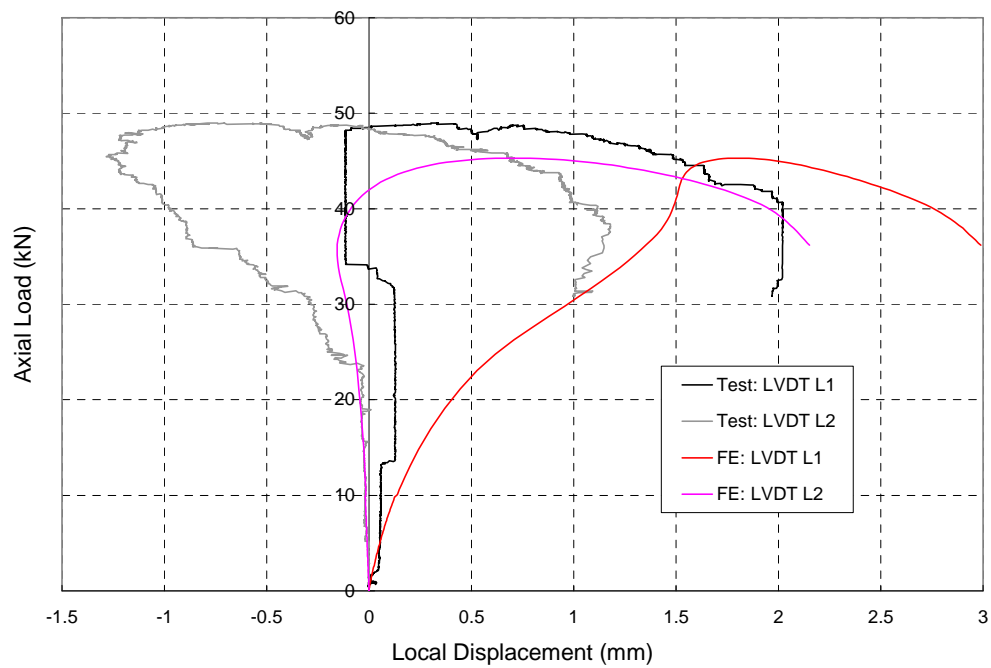 60
50
40
30
20
10
0
-1.5 -1 -0.5 0 0.5 1 1.5 2 2.5 3
Axial Load (kN)
Local Displacement (mm)
Test: LVDT L1
Test: LVDT L2
FE: LVDT L1
FE: LVDT L2